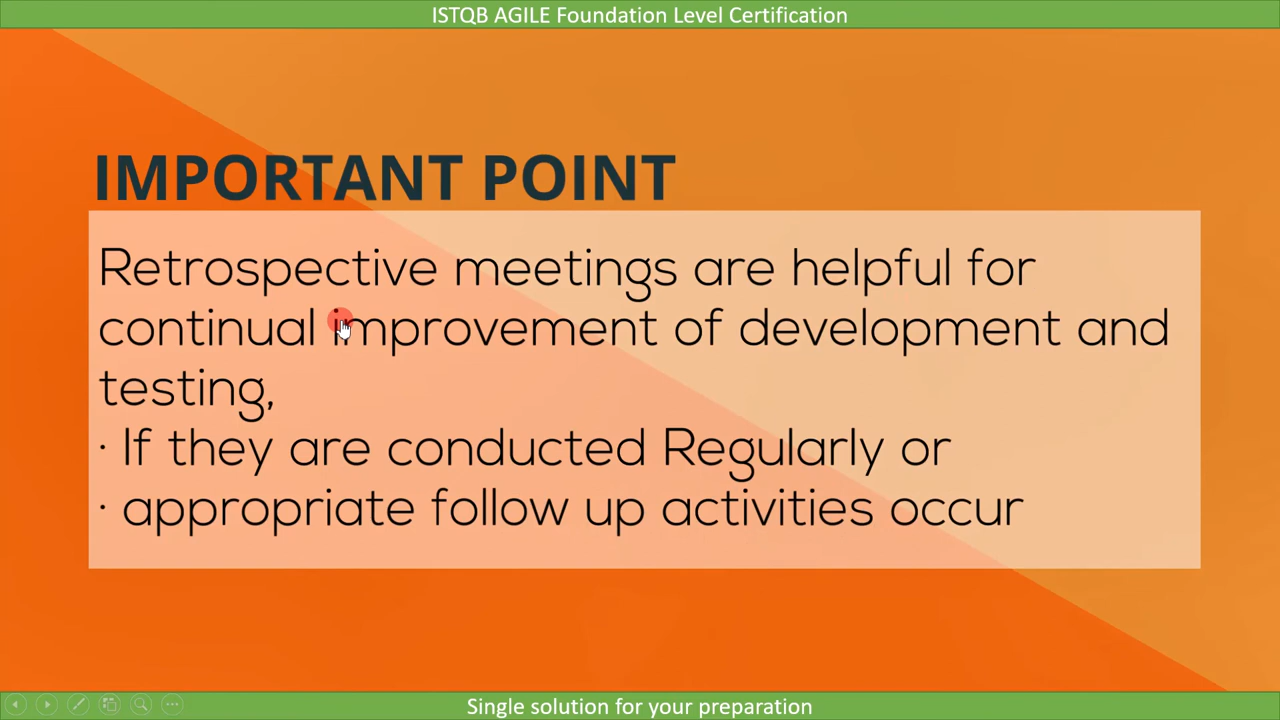 ISTQB AGILE Foundation Level Certification
IMPORTANT POINT
Retrospective meetings are helpful for
continual improvement of development and
testing,
· If they are conducted Regularly or
· appropriate follow up activities occur
Single solution for your preparation